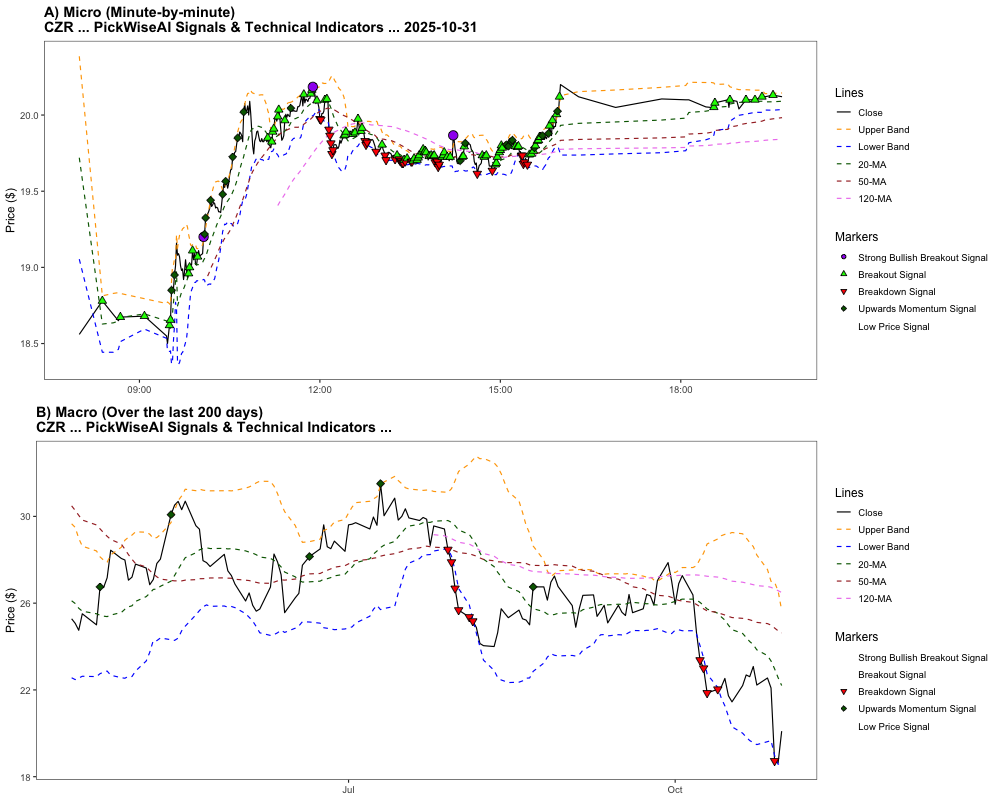 A) Micro (Minute-by-minute)
CZR ... PickWiseAI Signals & Technical Indicators ... 2025-10-31
Price ($)
20.0
19.5
19.0
18.5
09:00
12:00
15:00
18:00
Lines
Close
Upper Band
Lower Band
20-MA
50-MA
120-MA
Markers
Strong Bullish Breakout Signal
Breakout Signal
Breakdown Signal
Upwards Momentum Signal
Low Price Signal
B) Macro (Over the last 200 days)
CZR ... PickWiseAI Signals & Technical Indicators ...
Price ($)
30
26
22
18
Jul
Oct
Lines
Close
Upper Band
Lower Band
20-MA
50-MA
120-MA
Markers
Strong Bullish Breakout Signal
Breakout Signal
Breakdown Signal
Upwards Momentum Signal
Low Price Signal